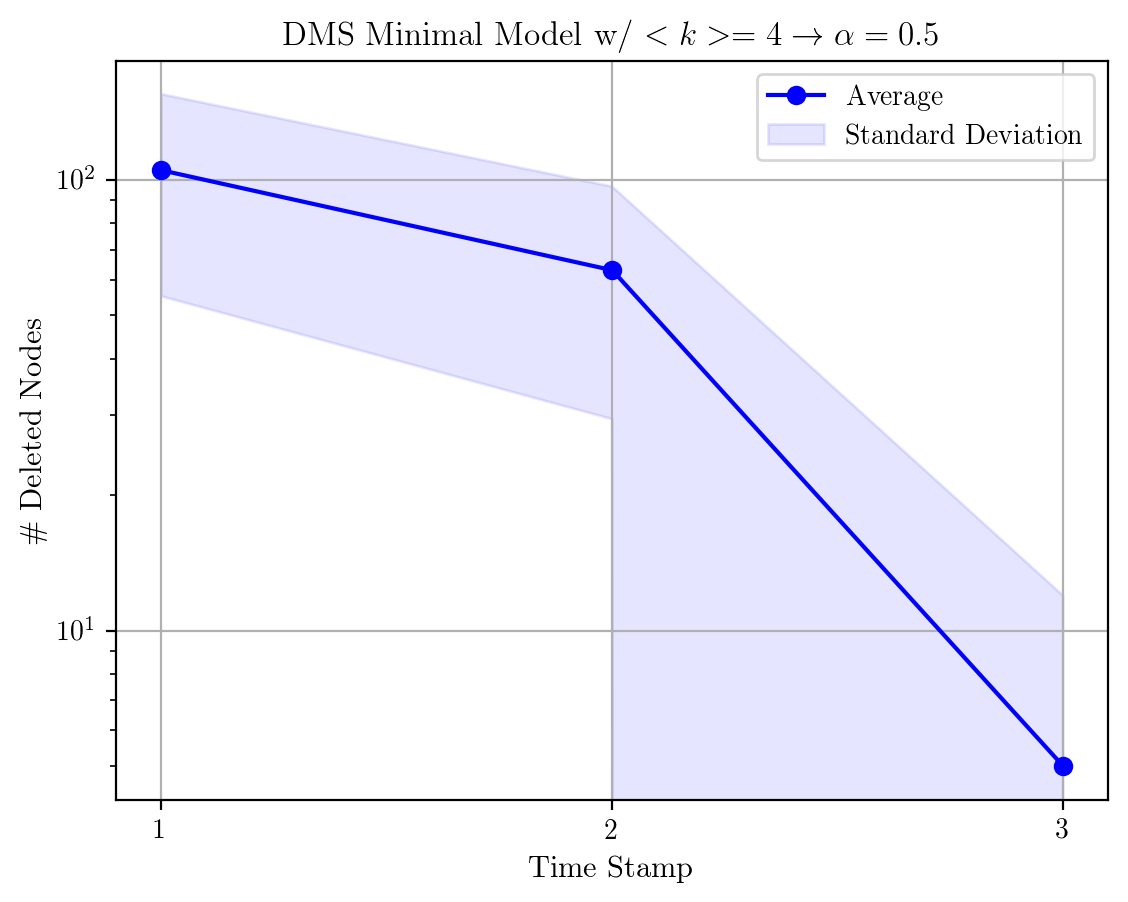 DMS Minimal Model w/ < k >= 4 → α = 0.5
Average
Standard Deviation
10²
10¹
# Deleted Nodes
1 2 3
Time Stamp